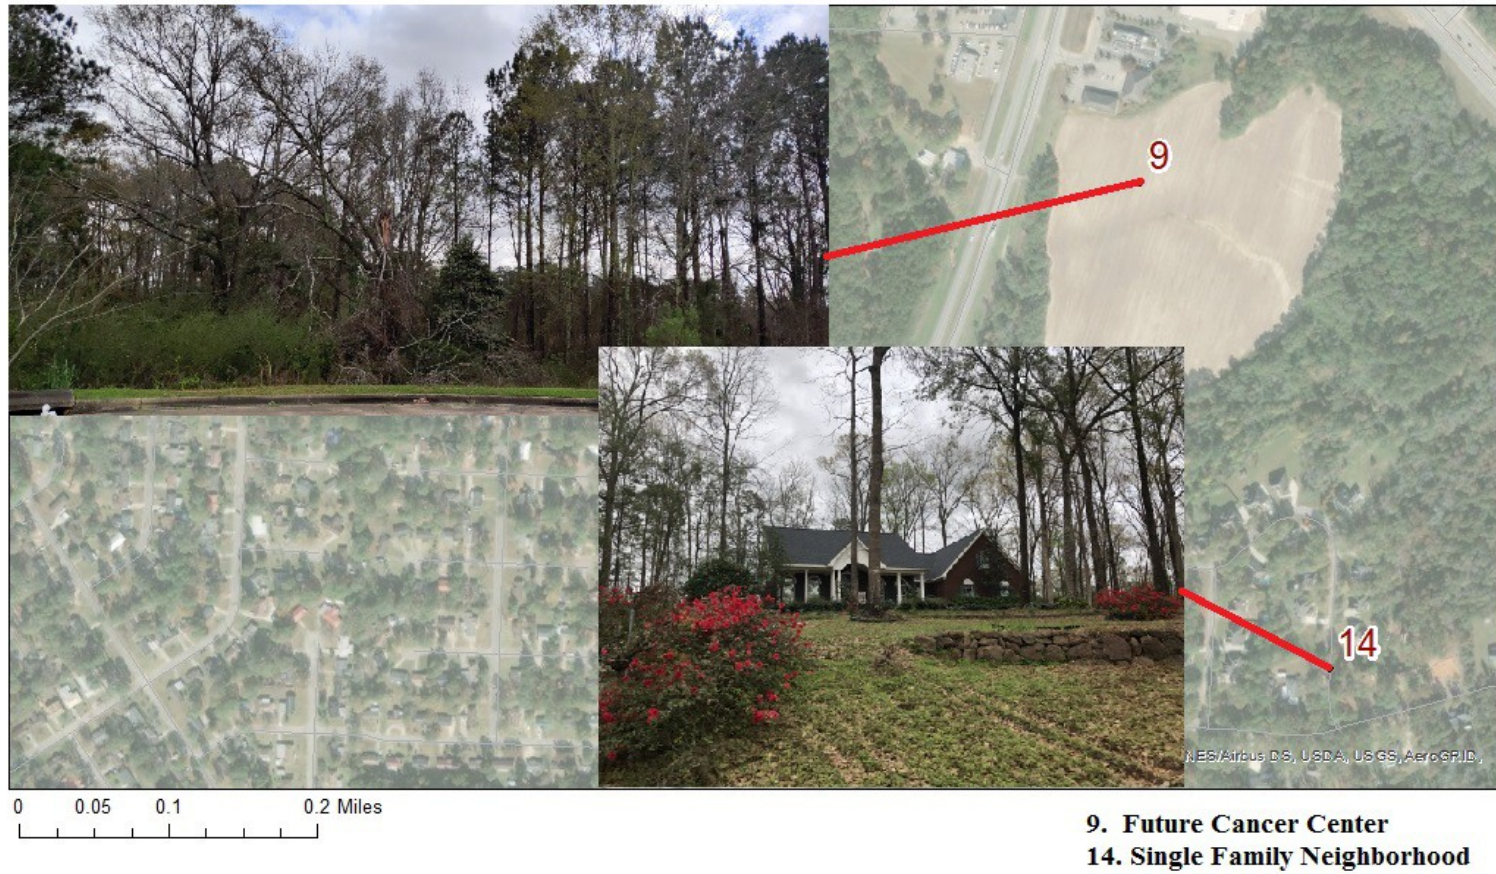 9
14
NES/Airbus DS, USDA, USGS, AeroGRID,
0 0.05 0.1 0.2 Miles
9. Future Cancer Center
14. Single Family Neighborhood